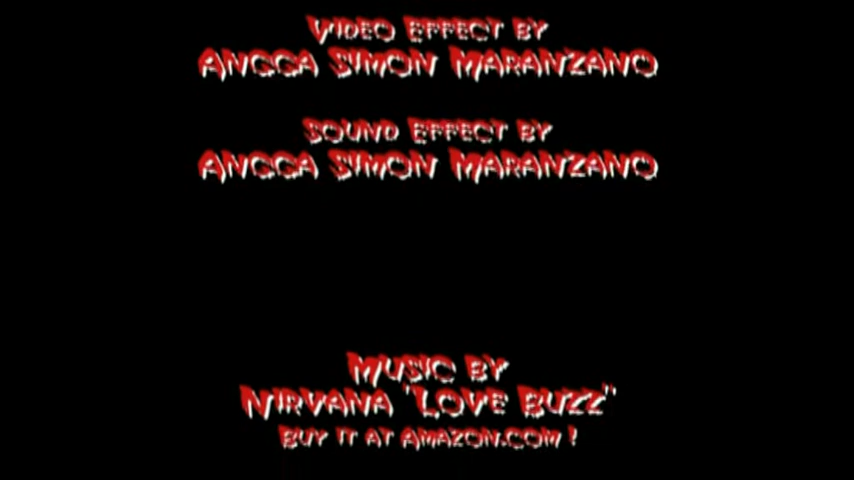 Video Effect by
Angga Simon Maranzano
Sound Effect by
Angga Simon Maranzano
Music by
Nirvana "Love Buzz"
Buy it at Amazon.com !